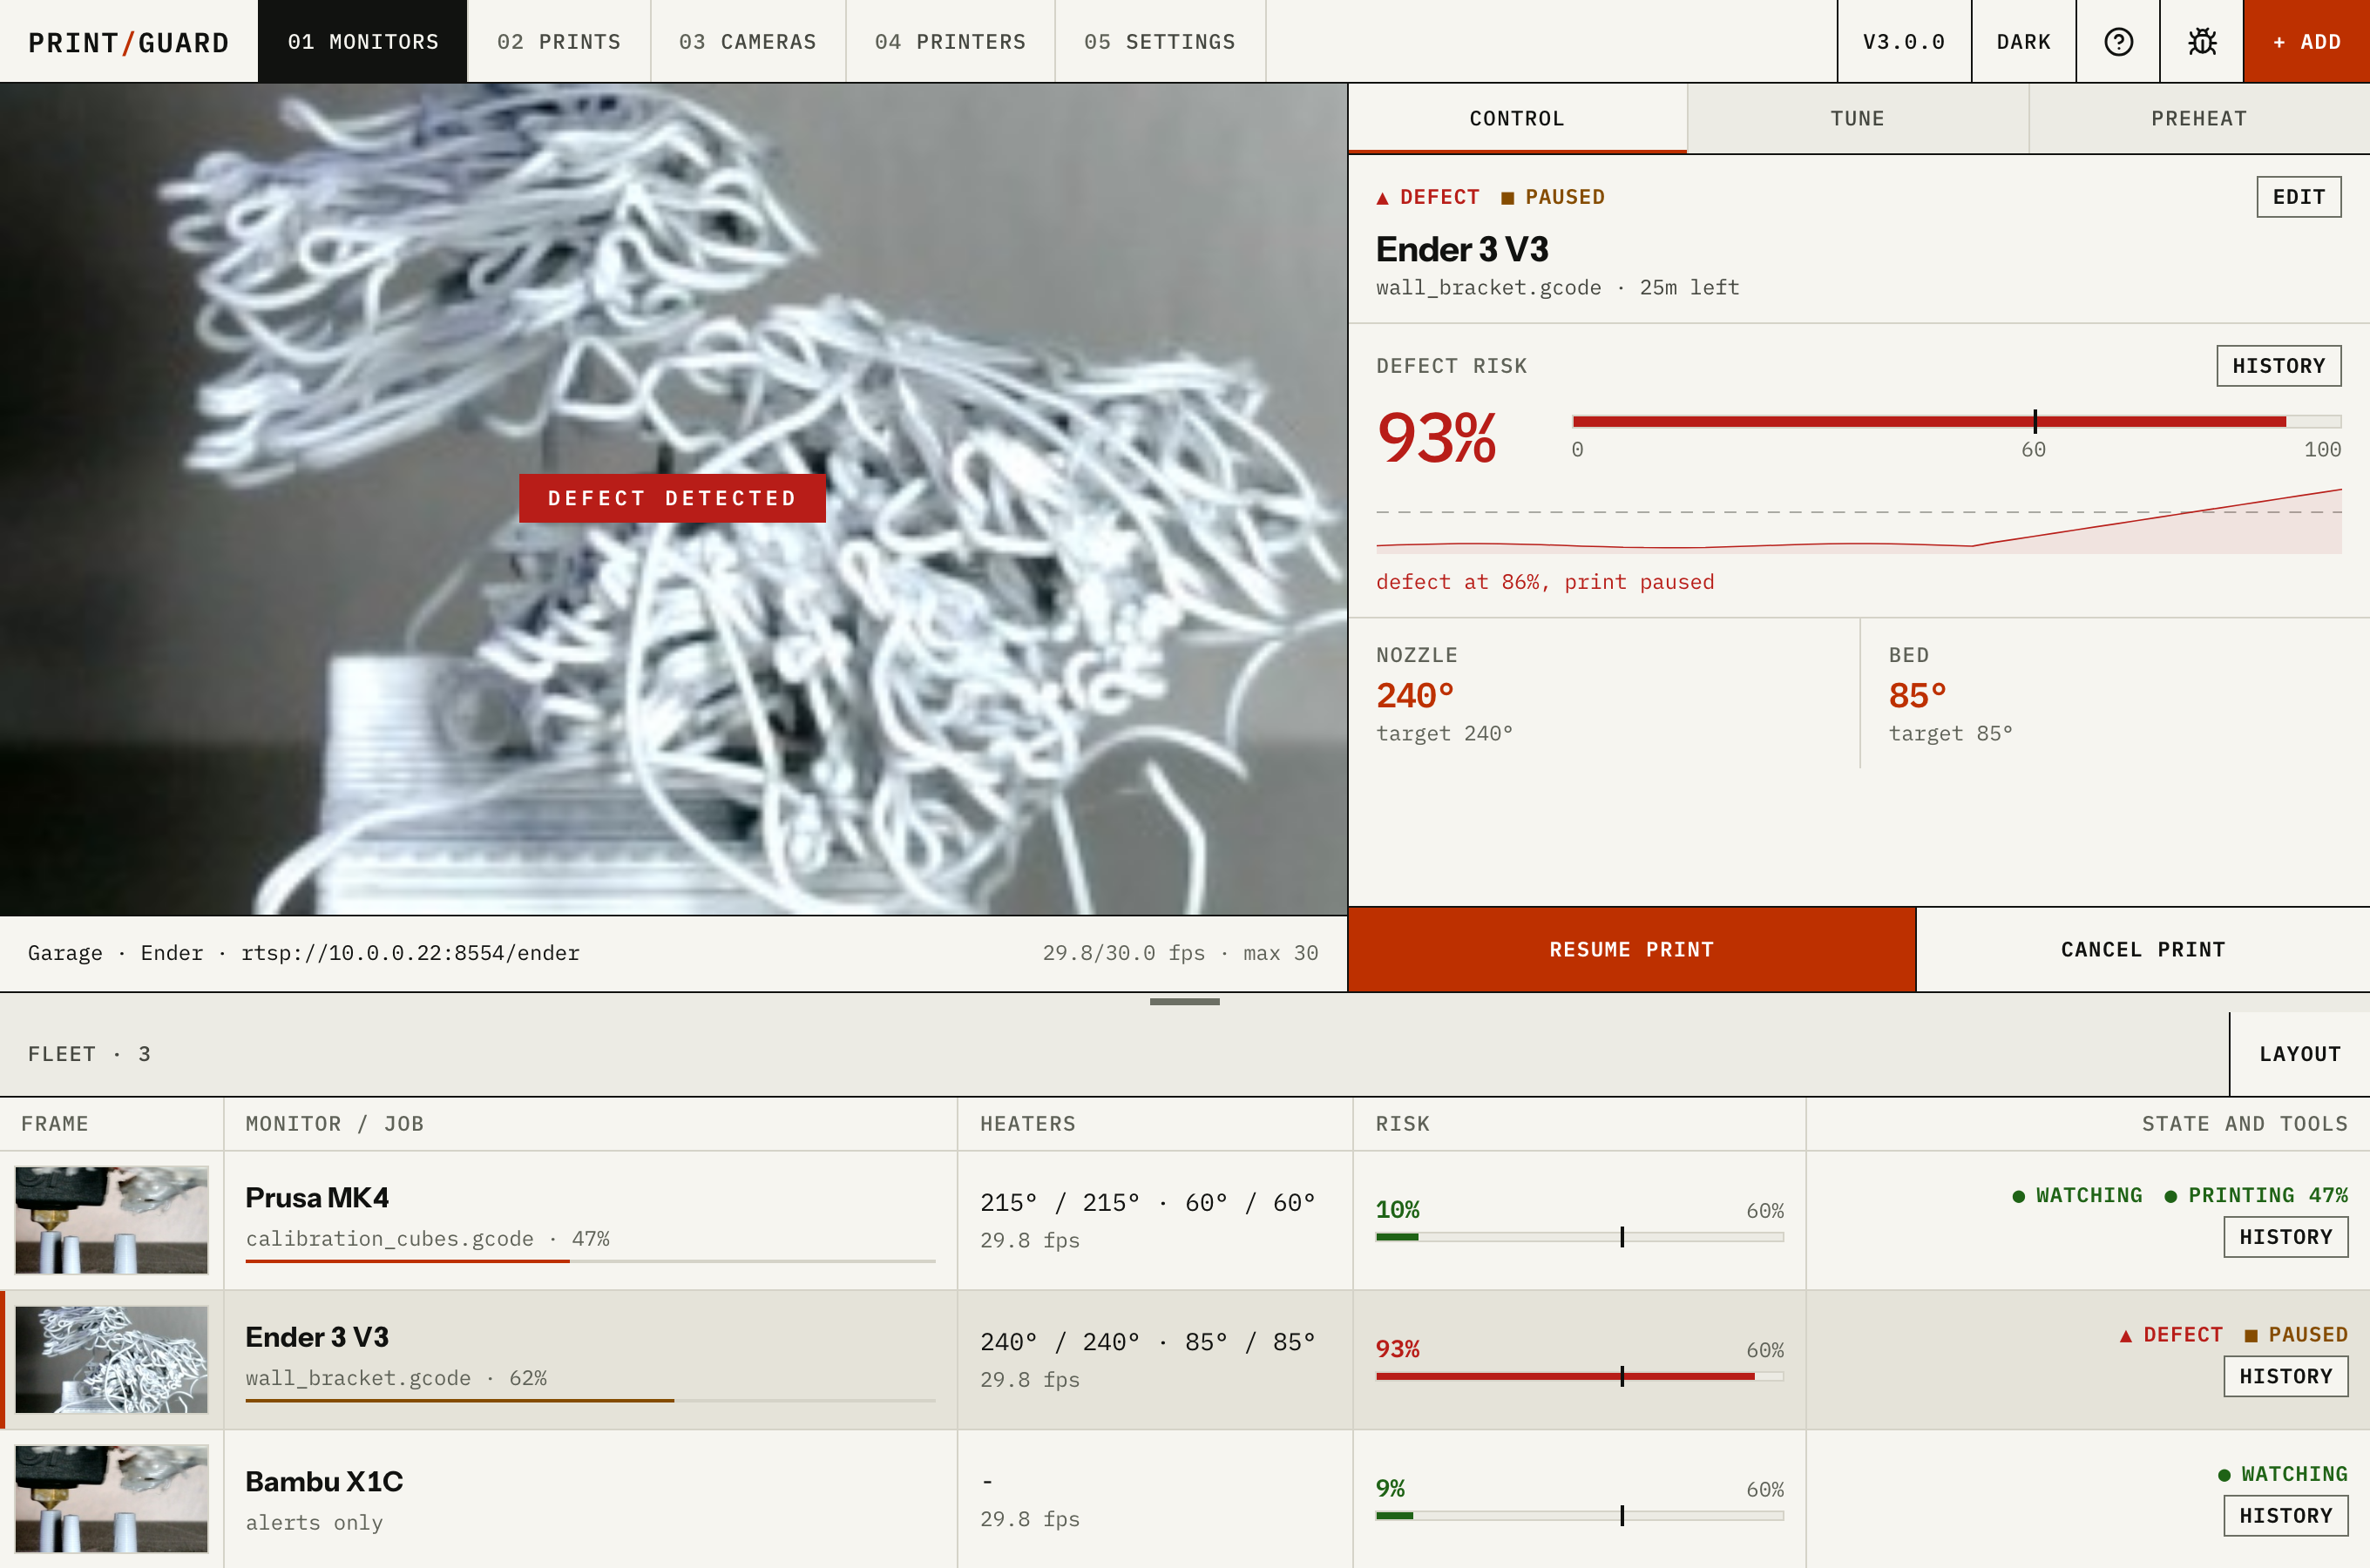 PRINT/GUARD 01 MONITORS 02 PRINTS 03 CAMERAS 04 PRINTERS 05 SETTINGS V3.0.0 DARK + ADD
DEFECT DETECTED
Garage · Ender · rtsp://10.0.0.22:8554/ender 29.8/30.0 fps · max 30
CONTROL TUNE PREHEAT
▲ DEFECT ■ PAUSED EDIT
Ender 3 V3
wall_bracket.gcode · 25m left
DEFECT RISK HISTORY
93%
0 60 100
defect at 86%, print paused
NOZZLE BED
240° 85°
target 240° target 85°
RESUME PRINT CANCEL PRINT
FLEET · 3 LAYOUT
FRAME MONITOR / JOB HEATERS RISK STATE AND TOOLS
Prusa MK4 215° / 215° · 60° / 60° 10% 60% ● WATCHING ● PRINTING 47%
calibration_cubes.gcode · 47% 29.8 fps HISTORY
Ender 3 V3 240° / 240° · 85° / 85° 93% 60% ▲ DEFECT ■ PAUSED
wall_bracket.gcode · 62% 29.8 fps HISTORY
Bambu X1C - 9% 60% ● WATCHING
alerts only 29.8 fps HISTORY